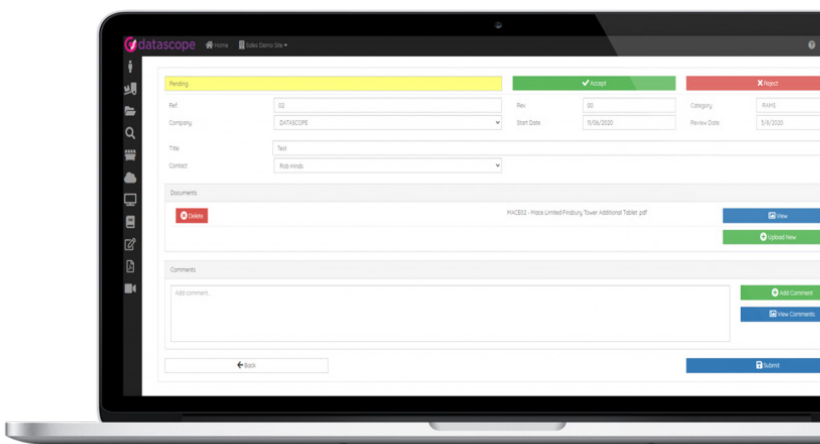 datascope Home Sales Demo Site
Pending Accept Reject
Ref: 02 Rev: 00 Category: RAMS
Company: DATASCOPE Start Date: 11/06/2020 Review Date: 3/9/2020
Title: Test
Contact: Rob Hinds
Documents
Delete MACE02 - Mace Limited Finsbury Tower Additional Tablet .pdf View
Upload New
Comments
Add comment... Add Comment
View Comments
Back Submit